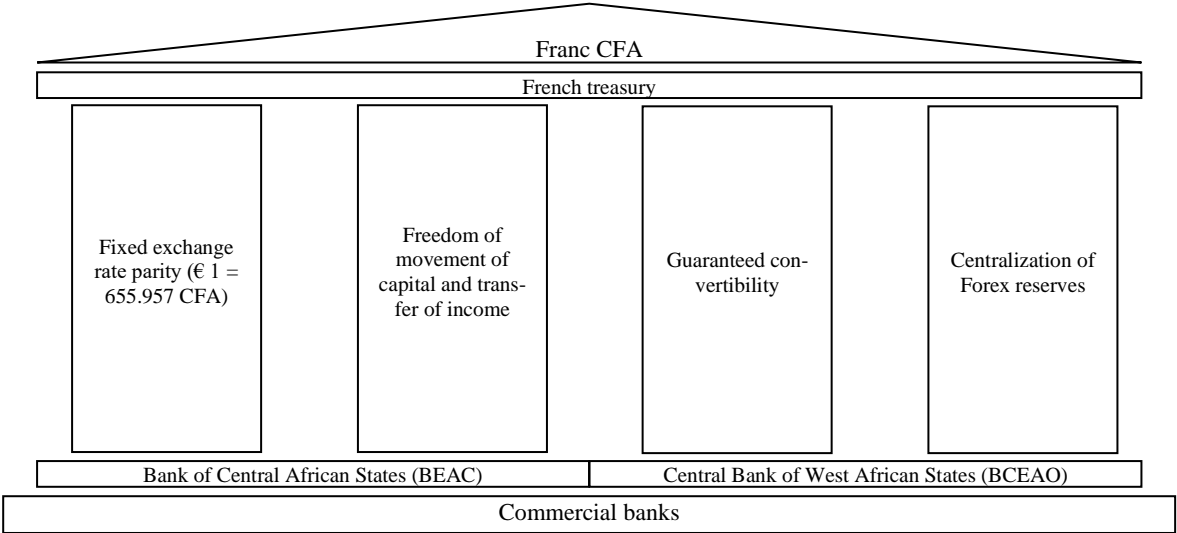 Franc CFA
French treasury
Fixed exchange
rate parity (€ 1 =
655.957 CFA)
Freedom of
movement of
capital and trans-
fer of income
Guaranteed con-
vertibility
Centralization of
Forex reserves
Bank of Central African States (BEAC)
Central Bank of West African States (BCEAO)
Commercial banks